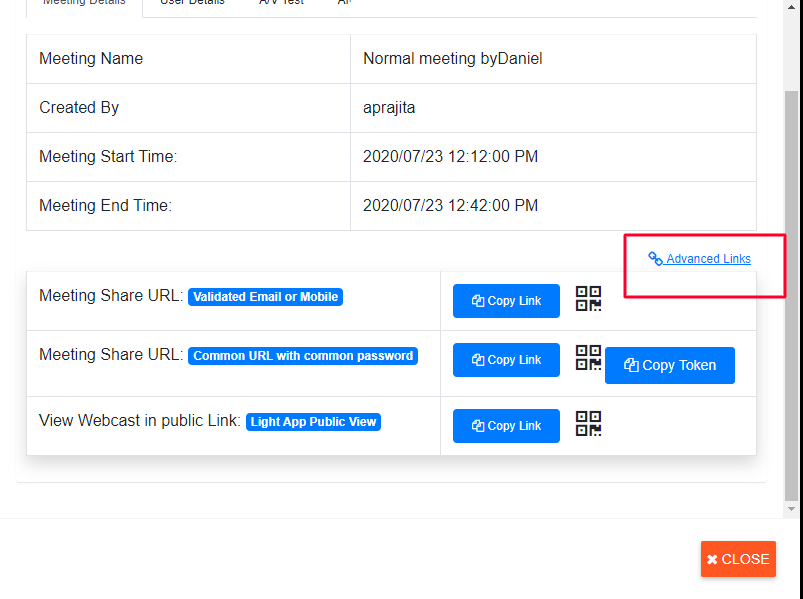 Meeting Details User Details A/V Test
Meeting Name Normal meeting byDaniel
Created By aprajita
Meeting Start Time: 2020/07/23 12:12:00 PM
Meeting End Time: 2020/07/23 12:42:00 PM
Advanced Links
Meeting Share URL: Validated Email or Mobile Copy Link
Meeting Share URL: Common URL with common password Copy Link Copy Token
View Webcast in public Link: Light App Public View Copy Link
CLOSE